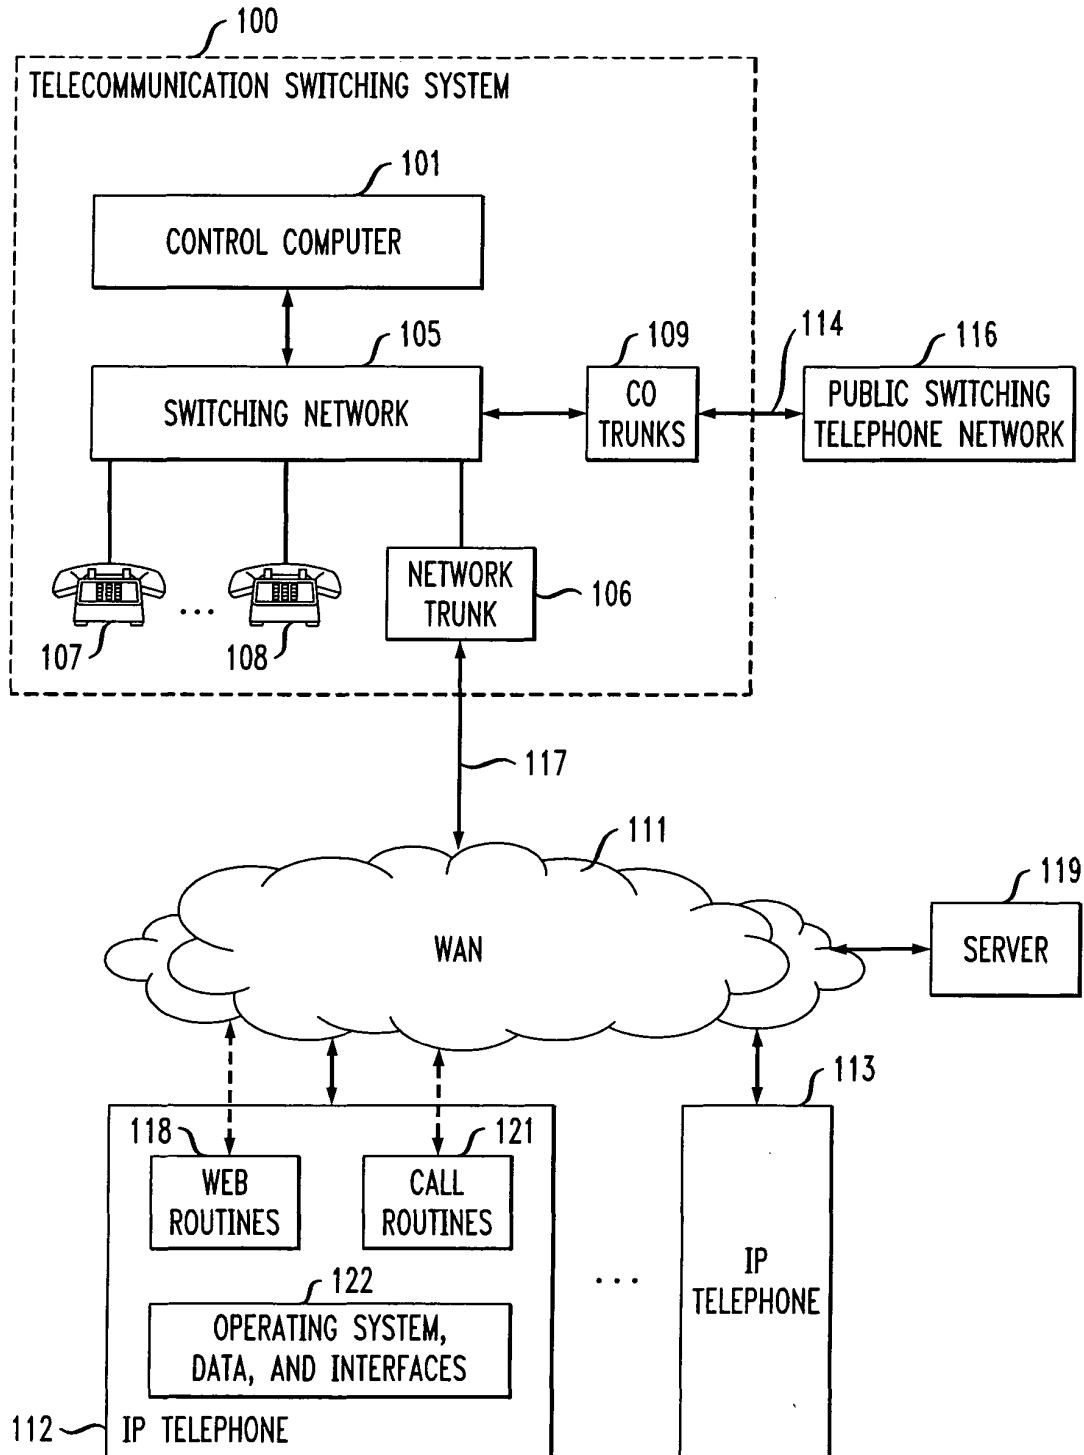 100
TELECOMMUNICATION SWITCHING SYSTEM
101
CONTROL COMPUTER
105
SWITCHING NETWORK
109
CO
TRUNKS
114
116
PUBLIC SWITCHING
TELEPHONE NETWORK
107
...
108
NETWORK
TRUNK
106
117
111
WAN
119
SERVER
113
118
WEB
ROUTINES
121
CALL
ROUTINES
122
OPERATING SYSTEM,
DATA, AND INTERFACES
112
IP TELEPHONE
...
IP
TELEPHONE